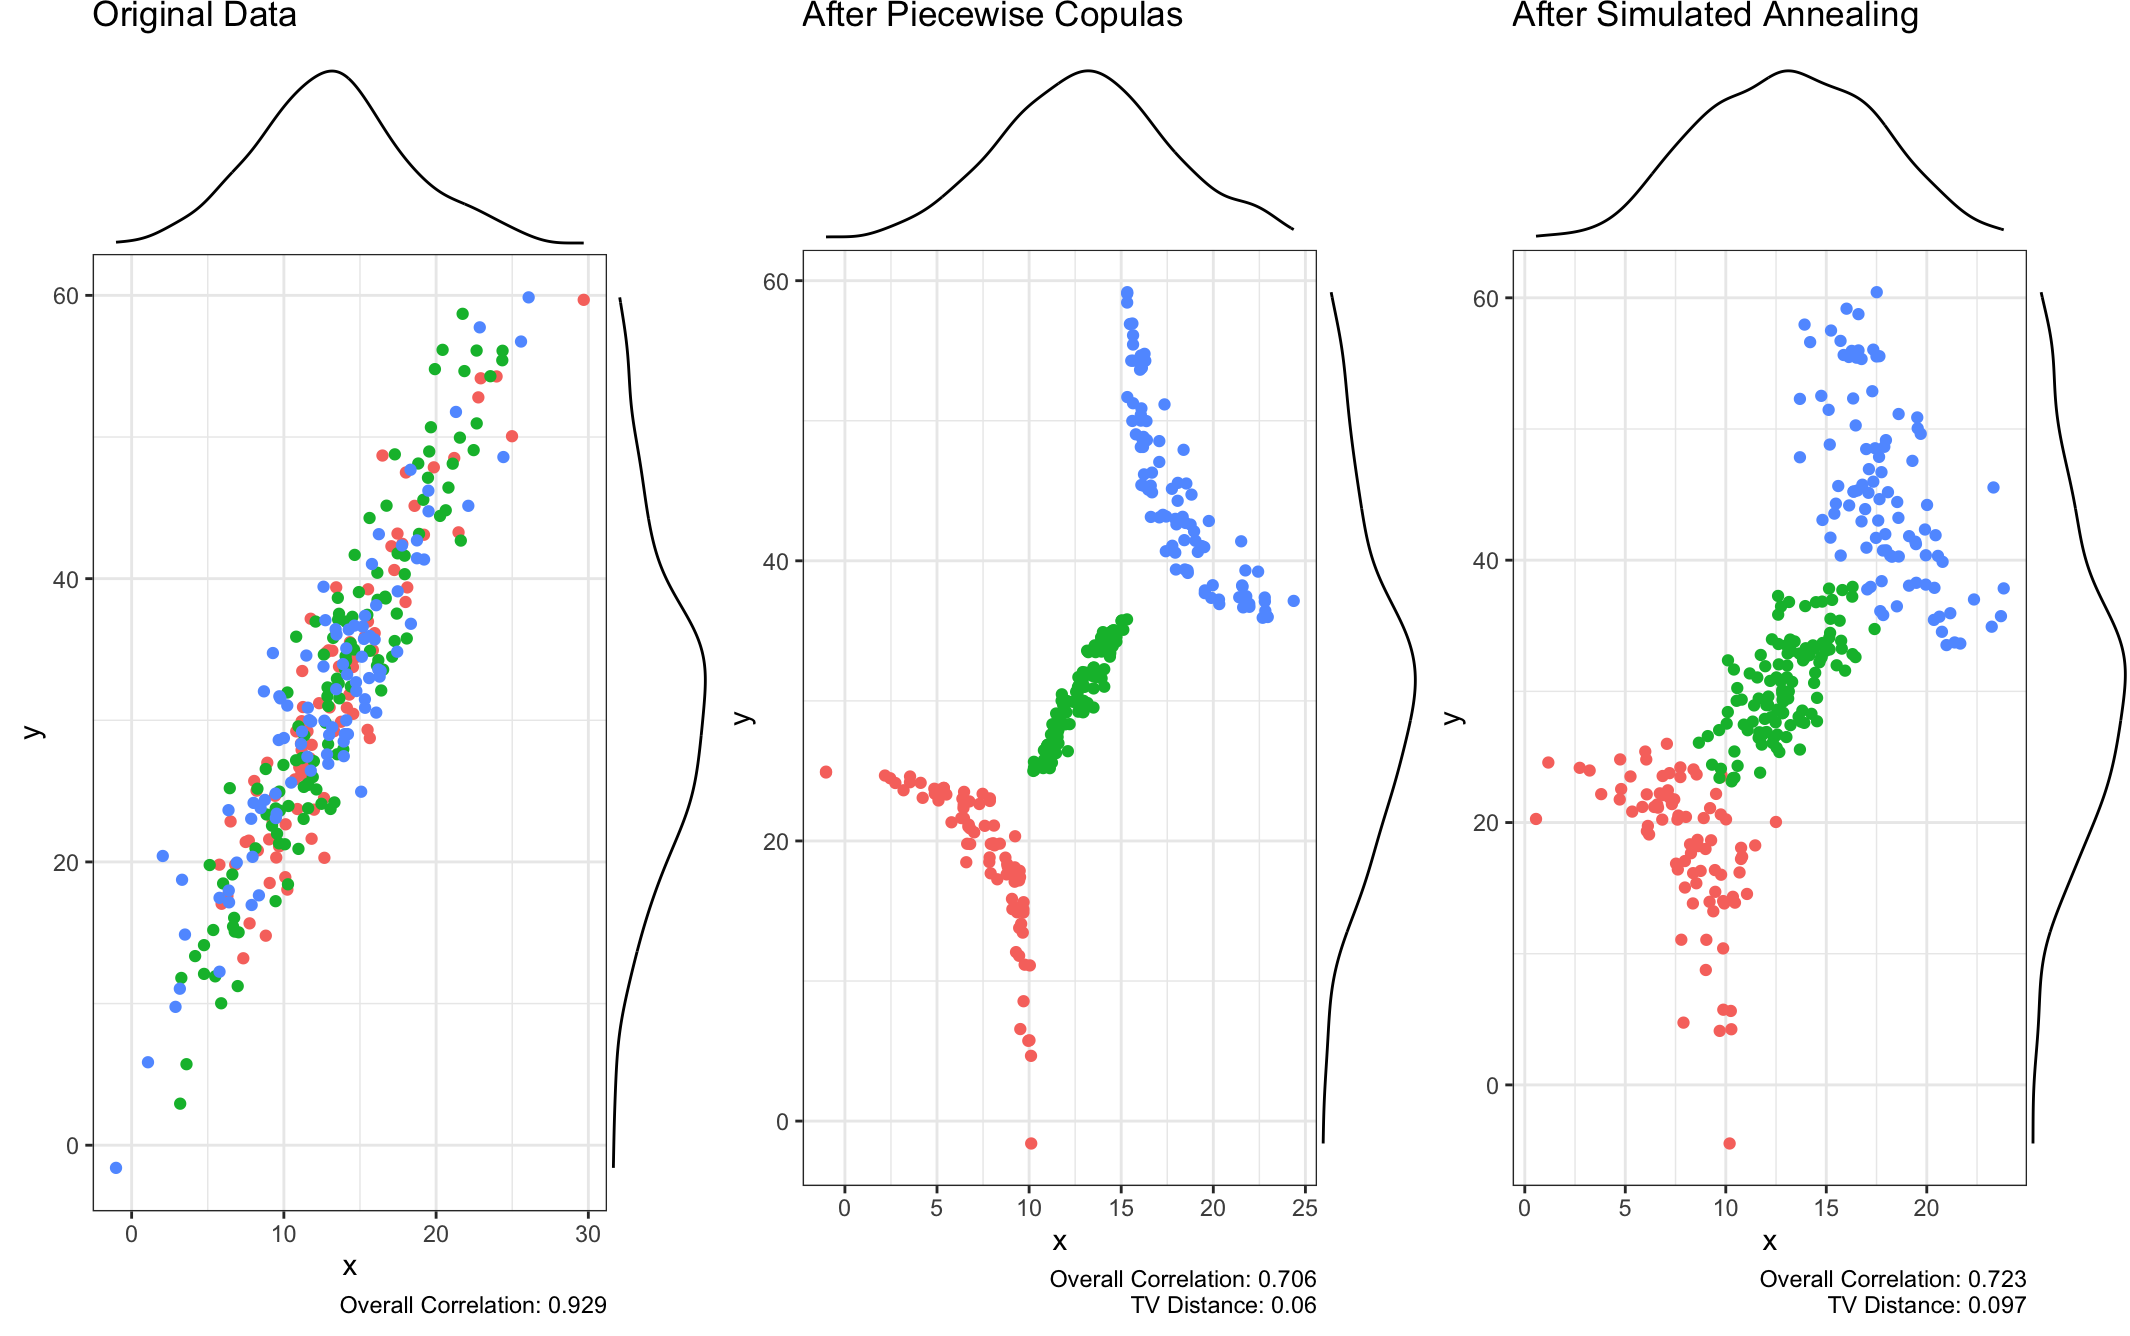 Original Data
60
40
20
0
y
0 10 20 30
x
Overall Correlation: 0.929
After Piecewise Copulas
60
40
20
0
y
0 5 10 15 20 25
x
Overall Correlation: 0.706
TV Distance: 0.06
After Simulated Annealing
60
40
20
0
y
0 5 10 15 20
x
Overall Correlation: 0.723
TV Distance: 0.097